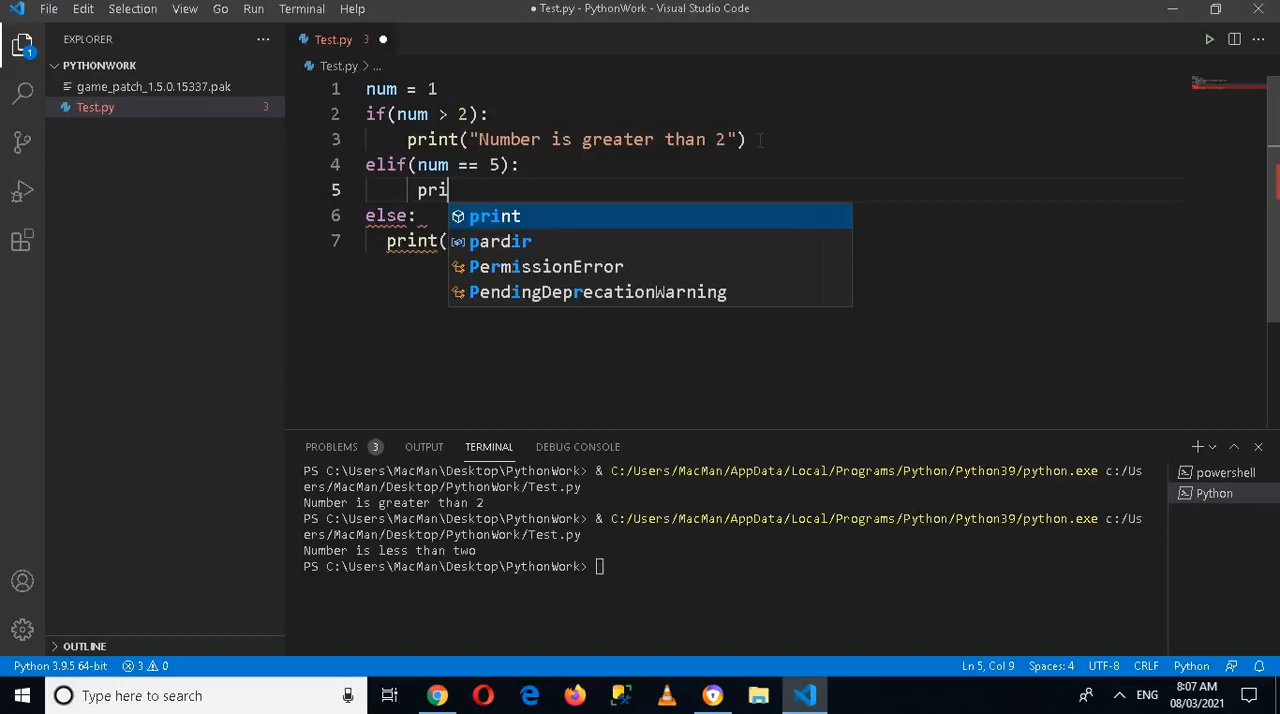 File Edit Selection View Go Run Terminal Help
● Test.py - PythonWork - Visual Studio Code
EXPLORER
PYTHONWORK
game_patch_1.5.0.15337.pak
Test.py 3
1
Test.py 3
Test.py > ...
1 num = 1
2 if(num > 2):
3 print("Number is greater than 2")
4 elif(num == 5):
5 pri
6 else:
7 print(
print
pardir
PermissionError
PendingDeprecationWarning
PROBLEMS 3 OUTPUT TERMINAL DEBUG CONSOLE
PS C:\Users\MacMan\Desktop\PythonWork> & C:/Users/MacMan/AppData/Local/Programs/Python/Python39/python.exe c:/Us
ers/MacMan/Desktop/PythonWork/Test.py
Number is greater than 2
PS C:\Users\MacMan\Desktop\PythonWork> & C:/Users/MacMan/AppData/Local/Programs/Python/Python39/python.exe c:/Us
ers/MacMan/Desktop/PythonWork/Test.py
Number is less than two
PS C:\Users\MacMan\Desktop\PythonWork>
powershell
Python
OUTLINE
Python 3.9.5 64-bit 3 0 Ln 5, Col 9 Spaces: 4 UTF-8 CRLF Python
Type here to search
ENG
8:07 AM
08/03/2021